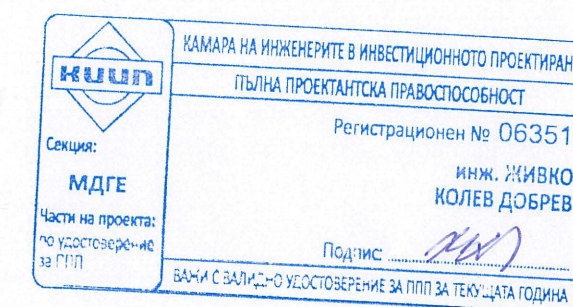 КАМАРА НА ИНЖЕНЕРИТЕ В ИНВЕСТИЦИОННОТО ПРОЕКТИРАН
киип
ПЪЛНА ПРОЕКТАНТСКА ПРАВОСПОСОБНОСТ
Регистрационен № 06351
Секция:
МДГЕ
инж. ЖИВКО
КОЛЕВ ДОБРЕВ
Части на проекта:
по удостоверение
за ППП
Подпис: ..........
ВАЖИ С ВАЛИДНО УДОСТОВЕРЕНИЕ ЗА ППП ЗА ТЕКУЩАТА ГОДИНА